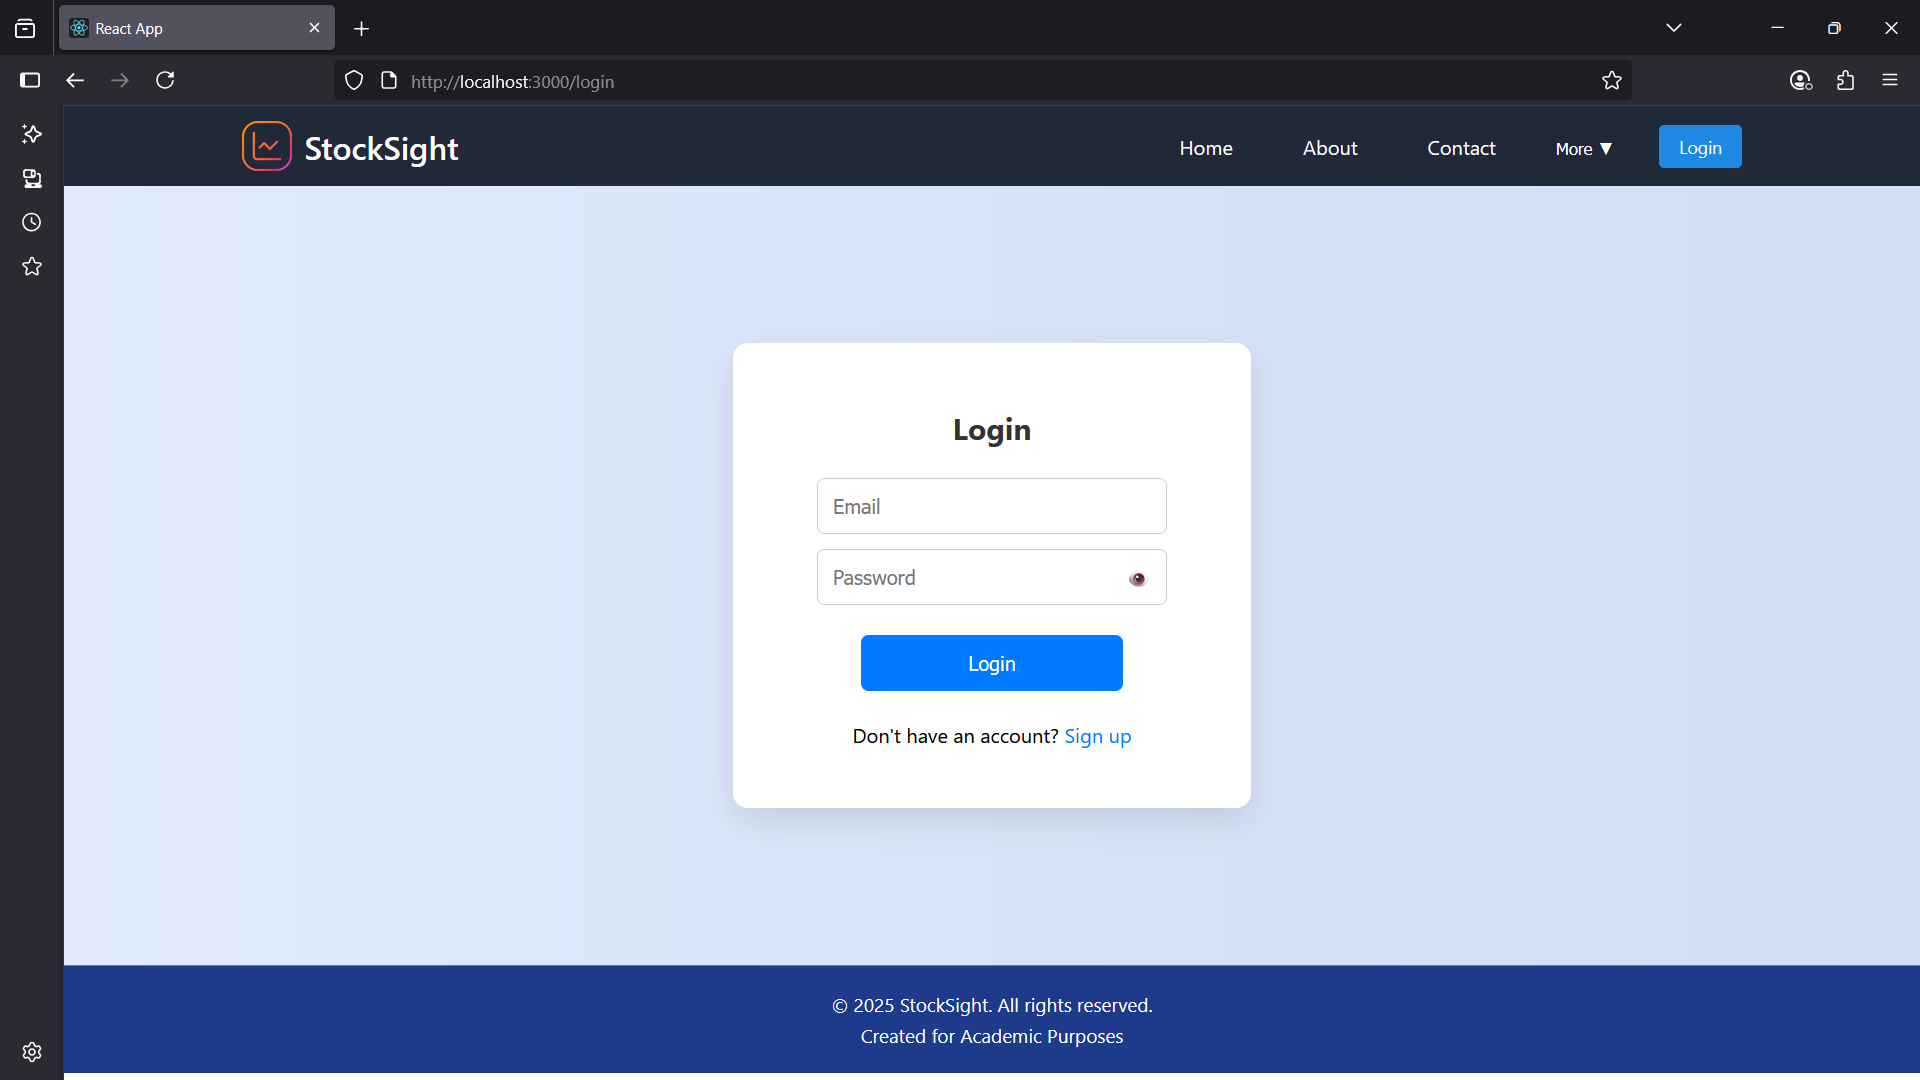 React App
http://localhost:3000/login
StockSight
Home
About
Contact
More ▼
Login
Login
Email
Password
Login
Don't have an account? Sign up
© 2025 StockSight. All rights reserved.
Created for Academic Purposes